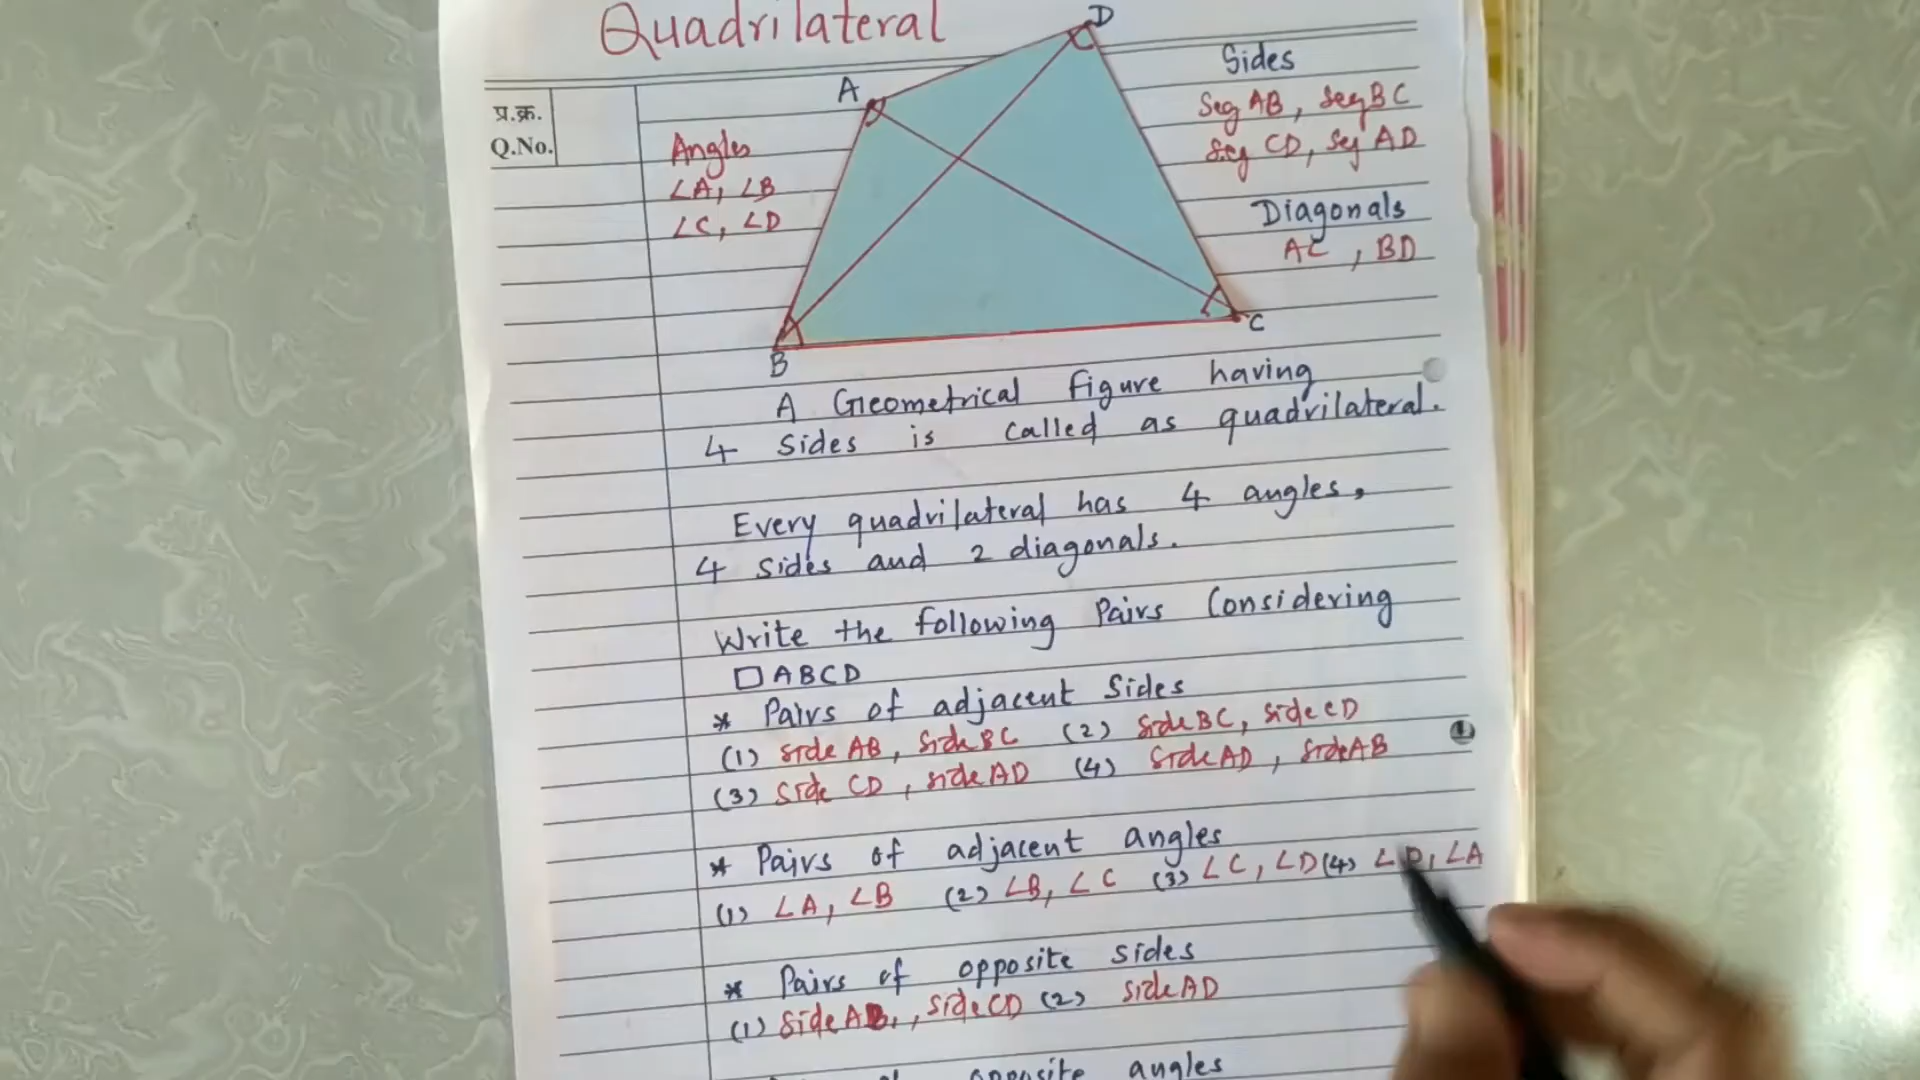 Quadrilateral
प्र.क्र.
Q.No.
Angles
∠A, ∠B
∠C, ∠D
A
D
B
C
Sides
Seg AB, Seg BC
Seg CD, Seg AD
Diagonals
AC, BD
A Geometrical figure having
4 sides is called as quadrilateral.
Every quadrilateral has 4 angles,
4 sides and 2 diagonals.
Write the following Pairs Considering
□ABCD
* Pairs of adjacent Sides
(1) side AB, side BC (2) side BC, side CD
(3) side CD, side AD (4) side AD, side AB
* Pairs of adjacent angles
(1) ∠A, ∠B (2) ∠B, ∠C (3) ∠C, ∠D (4) ∠D, ∠A
* Pairs of opposite sides
(1) side AB, side CD (2) side AD
opposite angles